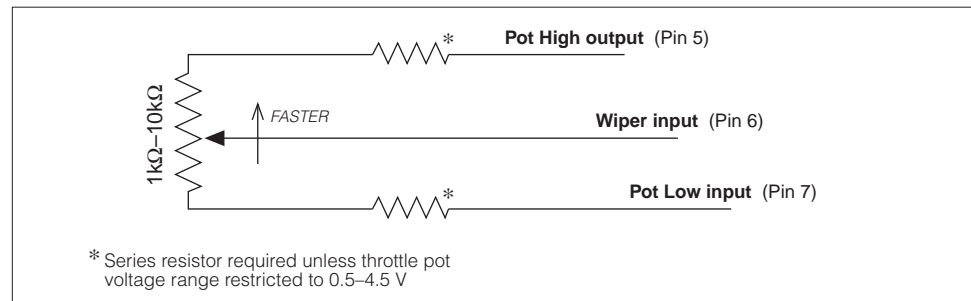 *
Pot High output (Pin 5)
1kΩ–10kΩ
FASTER
Wiper input (Pin 6)
*
Pot Low input (Pin 7)
* Series resistor required unless throttle pot
voltage range restricted to 0.5–4.5 V